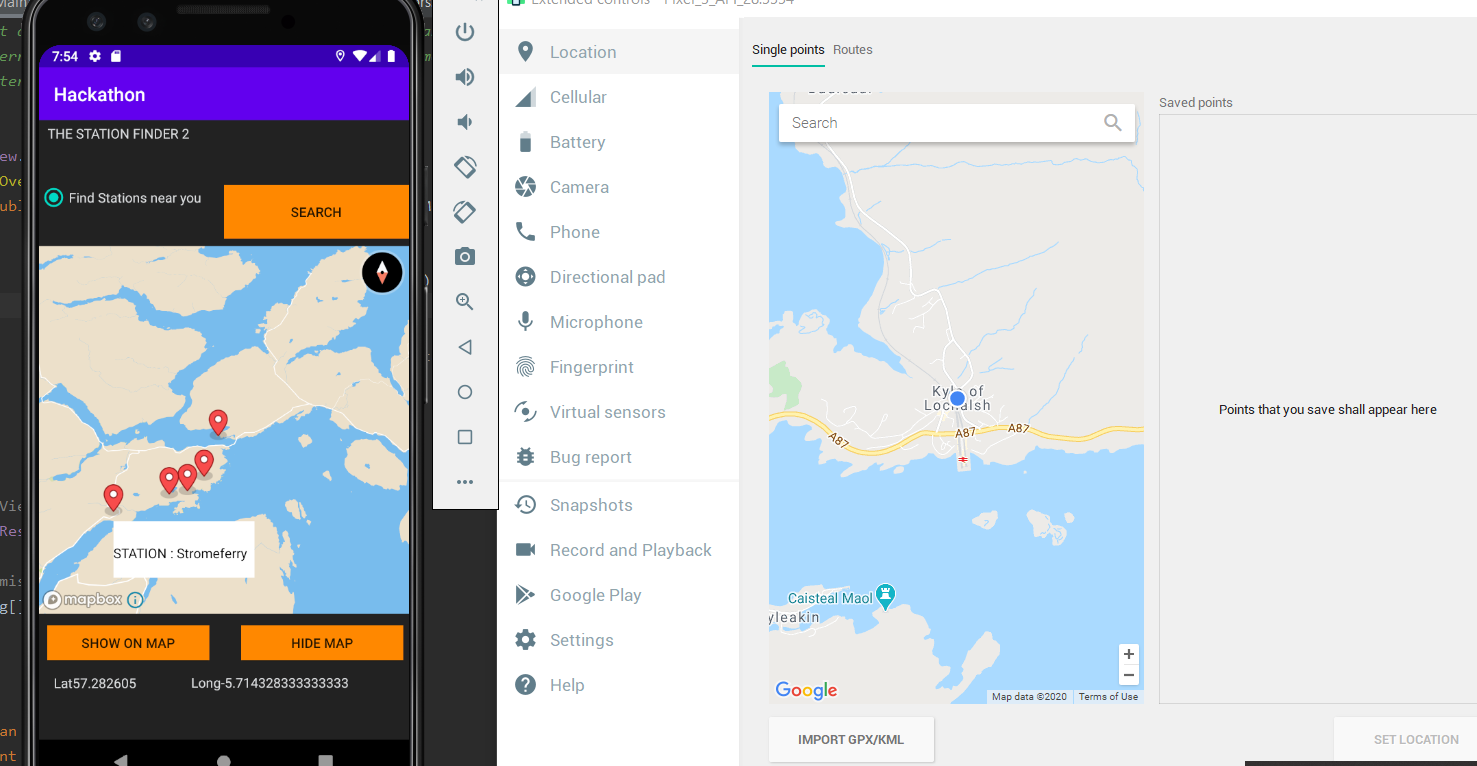 7:54
Hackathon
THE STATION FINDER 2
Find Stations near you
SEARCH
STATION : Stromeferry
mapbox
SHOW ON MAP
HIDE MAP
Lat57.282605
Long-5.714328333333333
Location
Cellular
Battery
Camera
Phone
Directional pad
Microphone
Fingerprint
Virtual sensors
Bug report
Snapshots
Record and Playback
Google Play
Settings
Help
Single points
Routes
Search
Kyle of
Lochalsh
A87
A87
A87
Caisteal Maol
yleakin
Google
Map data ©2020
Terms of Use
Saved points
Points that you save shall appear here
IMPORT GPX/KML
SET LOCATION